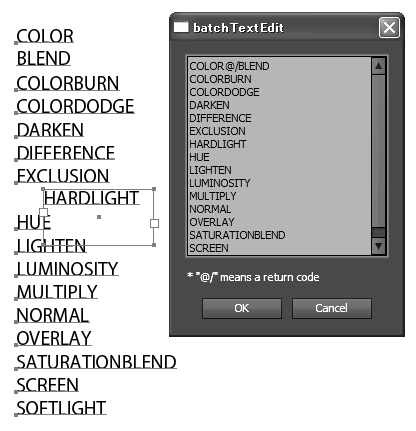 COLOR
BLEND
COLORBURN
COLORDODGE
DARKEN
DIFFERENCE
EXCLUSION
HARDLIGHT
HUE
LIGHTEN
LUMINOSITY
MULTIPLY
NORMAL
OVERLAY
SATURATIONBLEND
SCREEN
SOFTLIGHT
batchTextEdit
COLOR@/BLEND
COLORBURN
COLORDODGE
DARKEN
DIFFERENCE
EXCLUSION
HARDLIGHT
HUE
LIGHTEN
LUMINOSITY
MULTIPLY
NORMAL
OVERLAY
SATURATIONBLEND
SCREEN
* "@/" means a return code
OK Cancel